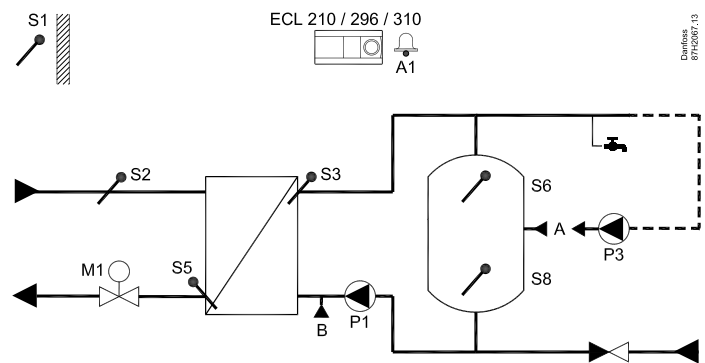 S1
ECL 210 / 296 / 310
A1
Danfoss
87H2067.13
S2
S3
S6
A
P3
M1
S5
S8
B
P1